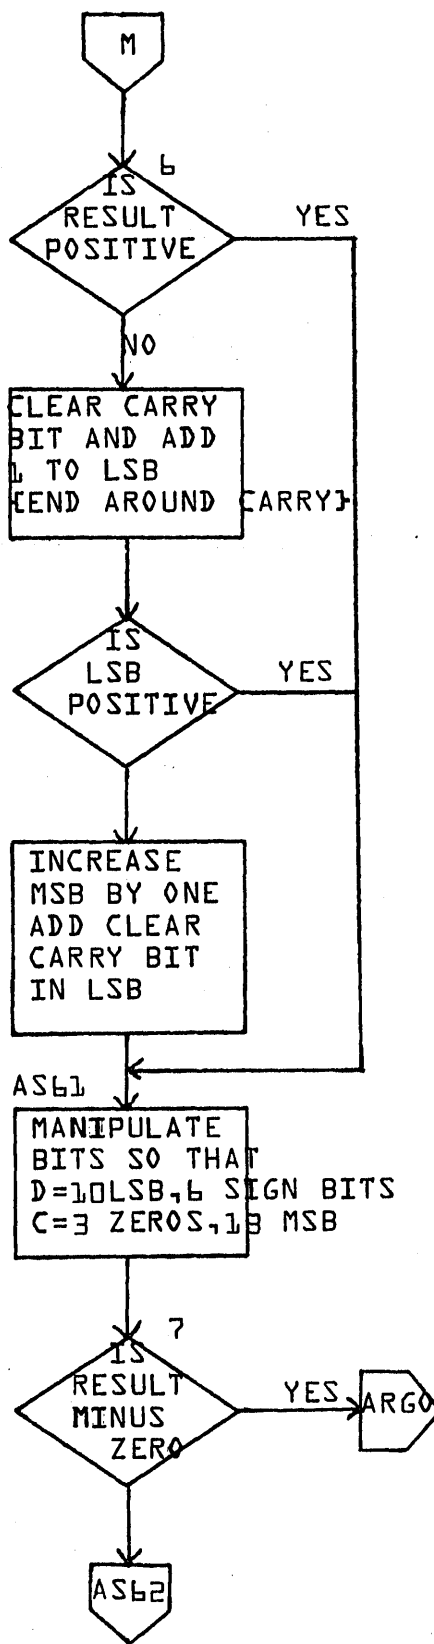 M
6
IS
RESULT
POSITIVE
YES
NO
CLEAR CARRY
BIT AND ADD
1 TO LSB
{END AROUND CARRY}
IS
LSB
POSITIVE
YES
INCREASE
MSB BY ONE
ADD CLEAR
CARRY BIT
IN LSB
AS61
MANIPULATE
BITS SO THAT
D=10LSB,6 SIGN BITS
C=3 ZEROS,13 MSB
7
IS
RESULT
MINUS
ZERO
YES
ARGO
AS62